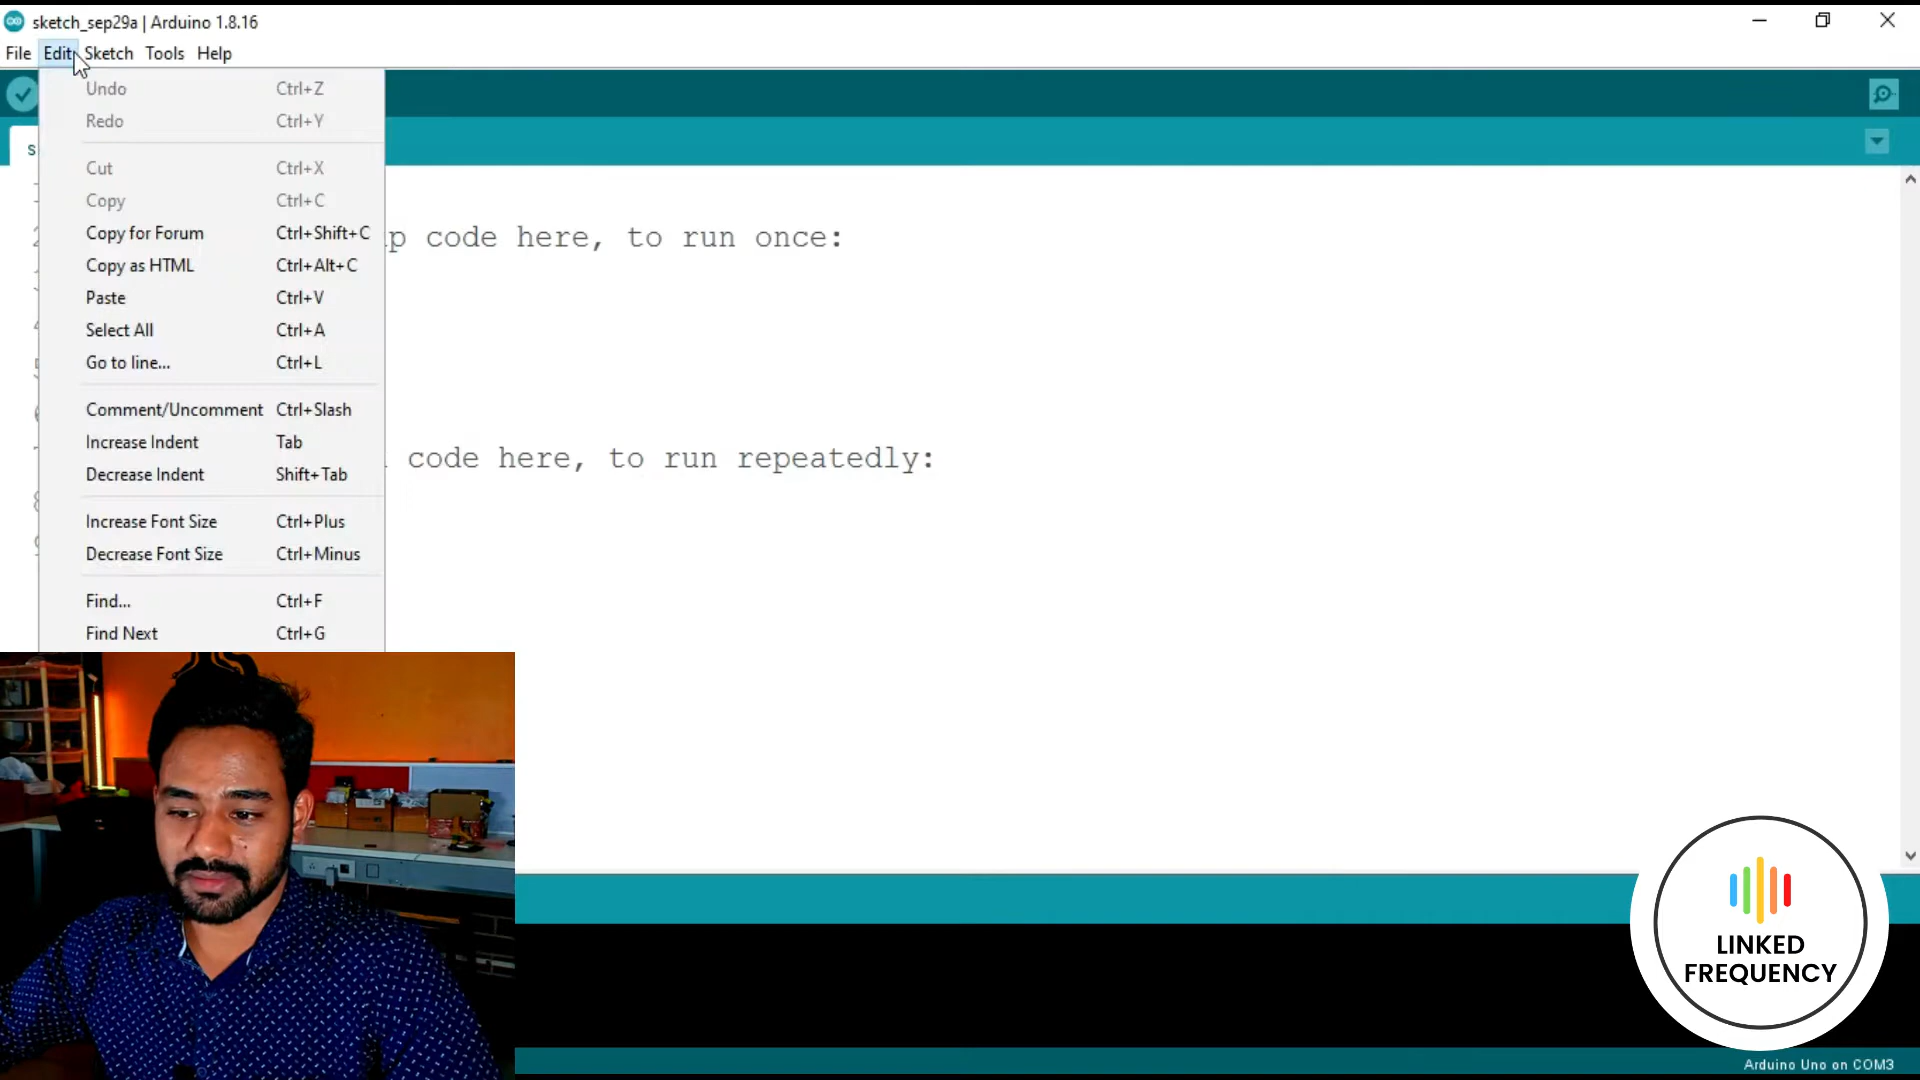 sketch_sep29a | Arduino 1.8.16
File Edit Sketch Tools Help
Undo Ctrl+Z
Redo Ctrl+Y
Cut Ctrl+X
Copy Ctrl+C
Copy for Forum Ctrl+Shift+C
Copy as HTML Ctrl+Alt+C
Paste Ctrl+V
Select All Ctrl+A
Go to line... Ctrl+L
Comment/Uncomment Ctrl+Slash
Increase Indent Tab
Decrease Indent Shift+Tab
Increase Font Size Ctrl+Plus
Decrease Font Size Ctrl+Minus
Find... Ctrl+F
Find Next Ctrl+G
s
p code here, to run once:
code here, to run repeatedly:
LINKED
FREQUENCY
Arduino Uno on COM3